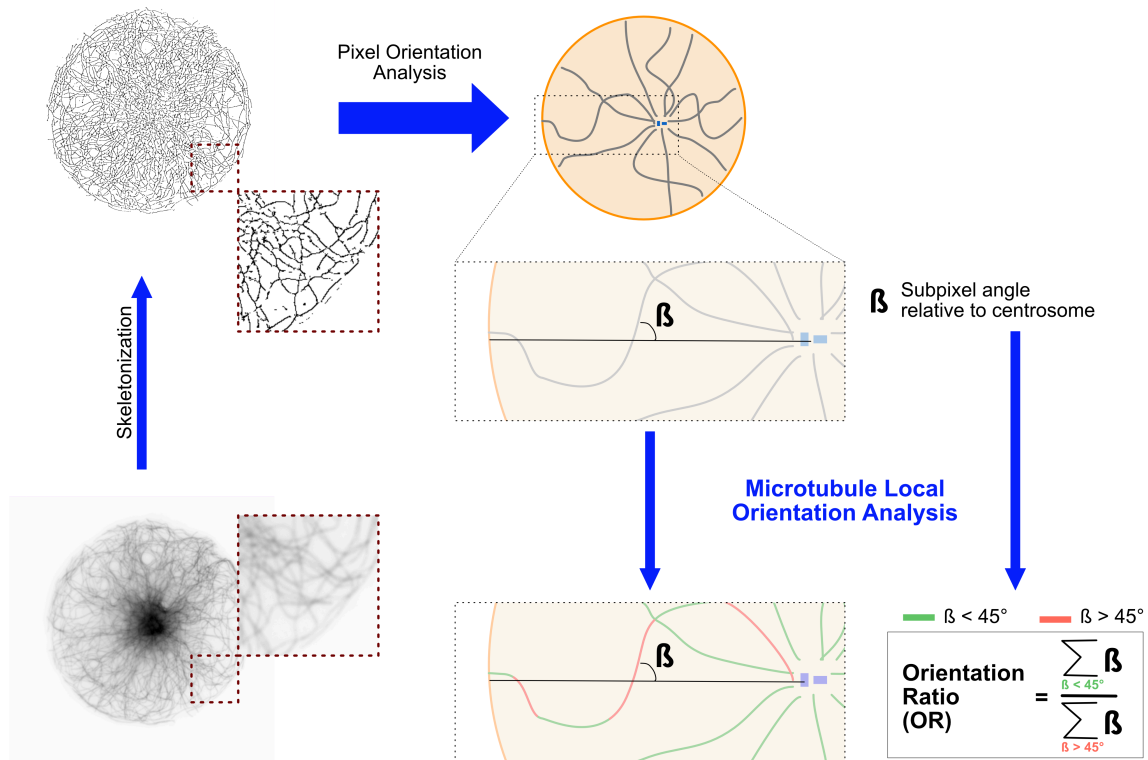 Pixel Orientation
Analysis
Skeletonization
ß
ß
Subpixel angle
relative to centrosome
Microtubule Local
Orientation Analysis
ß
ß < 45°
ß > 45°
Orientation
Ratio
(OR)
=
∑ ß
ß < 45°
∑ ß
ß > 45°